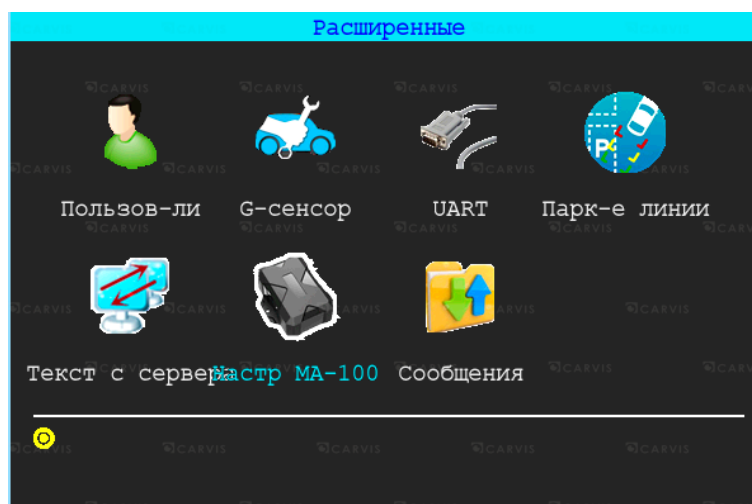 Расширенные
Пользов-ли G-сенсор UART Парк-е линии
Текст с сервера Настр МА-100 Сообщения